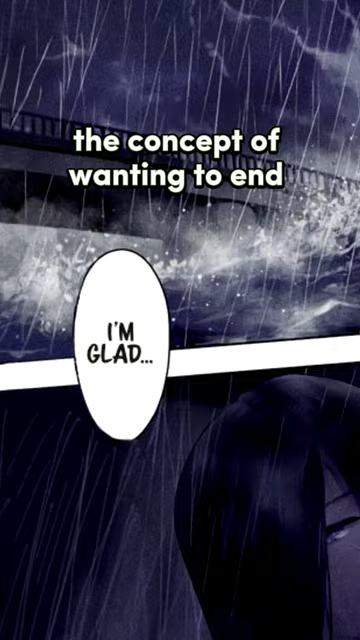 the concept of
wanting to end
I'M
GLAD...